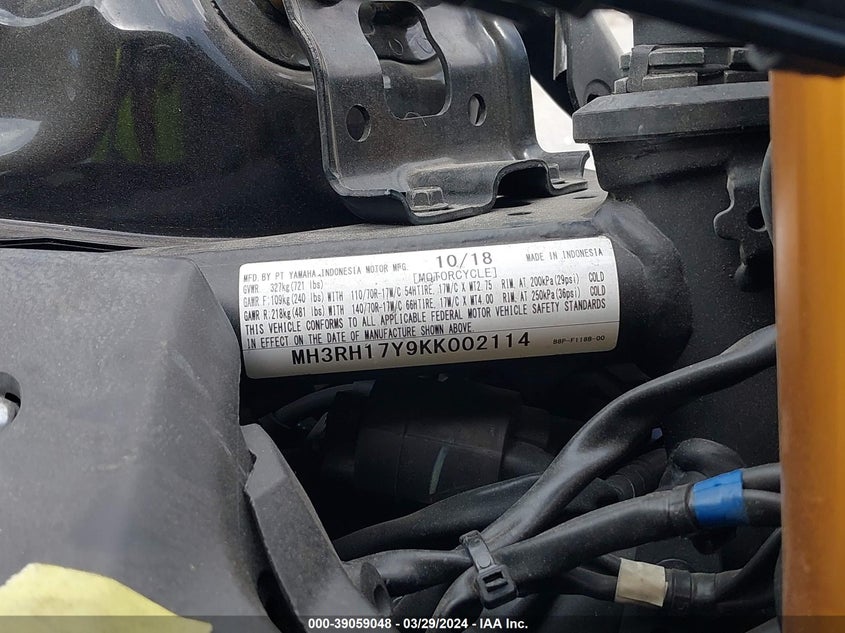 MFD.BY PT YAMAHA INDONESIA MOTOR MFG. 10/18 MADE IN INDONESIA
GVWR: 327kg(721 lbs) [MOTORCYCLE]
GAWR F:109kg(240 lbs) WITH 110/70R-17M/C 54HTIRE, 17M/C X MT2.75 RIM, AT 200kPa(29psi) COLD
GAWR R:218kg(481 lbs) WITH 140/70R-17M/C 66HTIRE, 17M/C X MT4.00 RIM, AT 250kPa(36psi) COLD
THIS VEHICLE CONFORMS TO ALL APPLICABLE FEDERAL MOTOR VEHICLE SAFETY STANDARDS
IN EFFECT ON THE DATE OF MANUFACTURE SHOWN ABOVE.
MH3RH17Y9KK002114 B8P-F118B-00
000-39059048 - 03/29/2024 - IAA Inc.